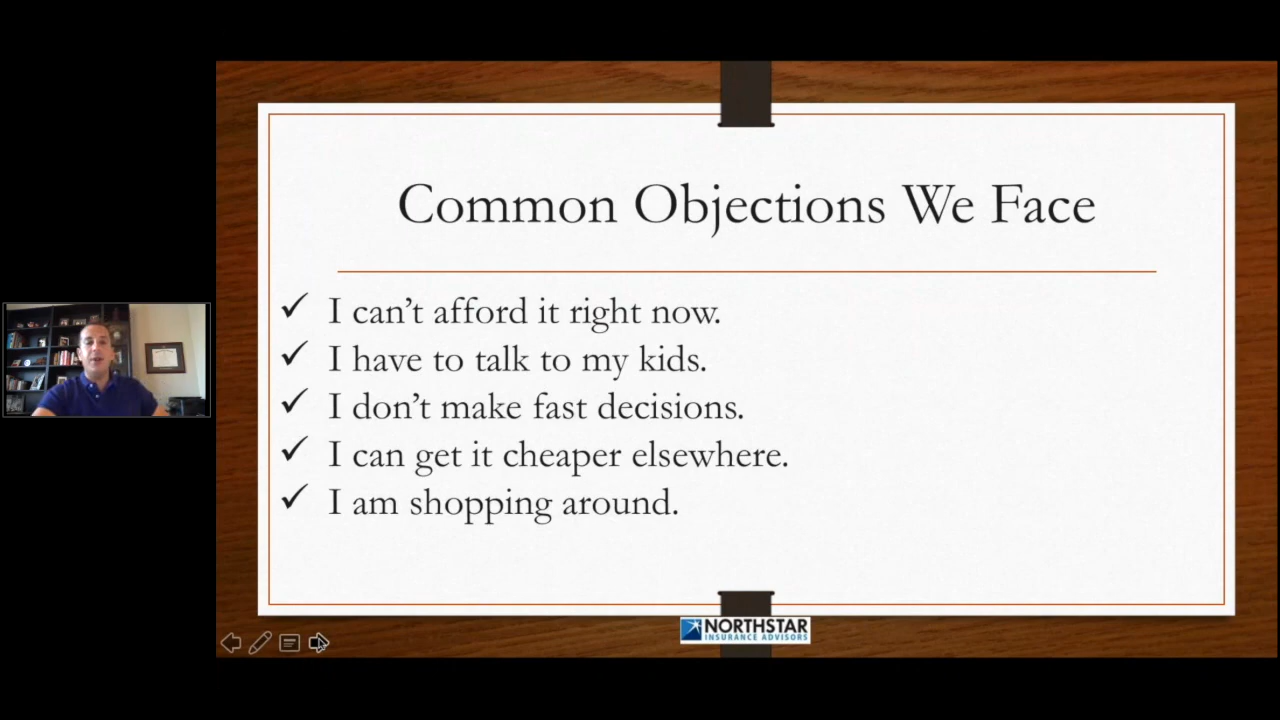 Common Objections We Face
✓ I can’t afford it right now.
✓ I have to talk to my kids.
✓ I don’t make fast decisions.
✓ I can get it cheaper elsewhere.
✓ I am shopping around.
NORTHSTAR
INSURANCE ADVISORS